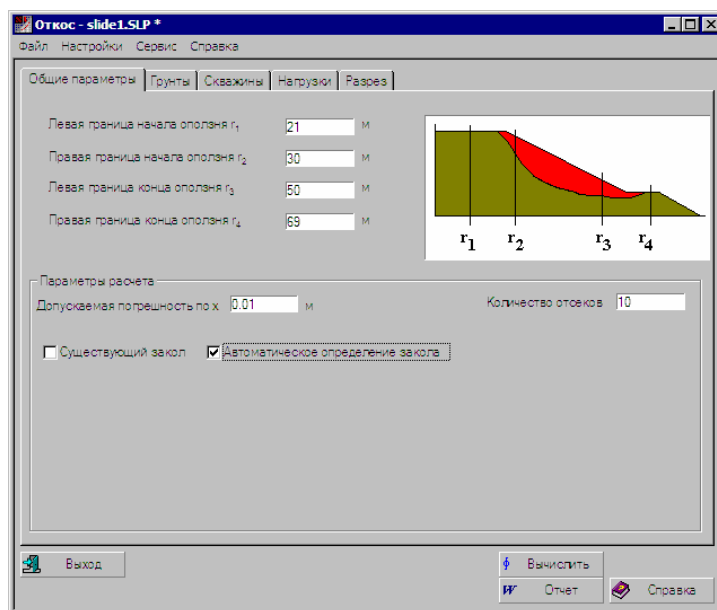 Откос - slide1.SLP *
Файл Настройки Сервис Справка
Общие параметры Грунты Скважины Нагрузки Разрез
Левая граница начала оползня r1 21 м
Правая граница начала оползня r2 30 м
Левая граница конца оползня r3 50 м
Правая граница конца оползня r4 69 м
r1 r2 r3 r4
Параметры расчета
Допускаемая погрешность по x 0.01 м Количество отсеков 10
Существующий закол Автоматическое определение закола
Выход Вычислить
Отчет Справка